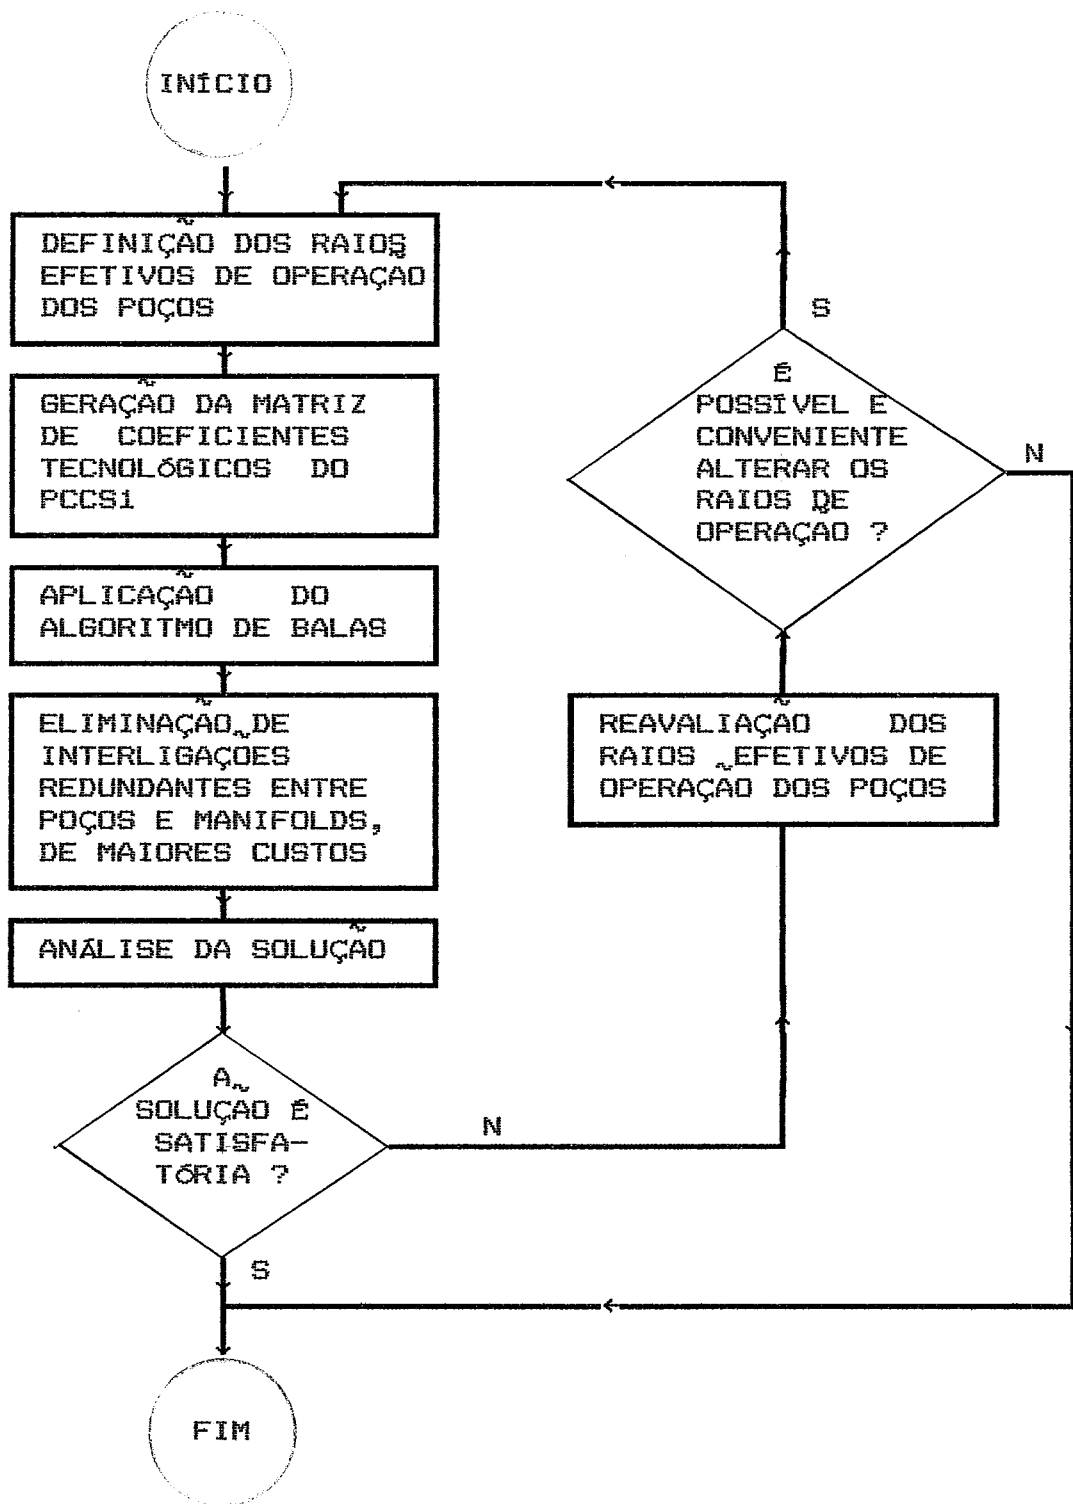 INÍCIO
DEFINIÇÃO DOS RAIOS
EFETIVOS DE OPERAÇÃO
DOS POÇOS
GERAÇÃO DA MATRIZ
DE COEFICIENTES
TECNOLÓGICOS DO
PCCS1
APLICAÇÃO DO
ALGORITMO DE BALAS
ELIMINAÇÃO DE
INTERLIGAÇÕES
REDUNDANTES ENTRE
POÇOS E MANIFOLDS,
DE MAIORES CUSTOS
ANÁLISE DA SOLUÇÃO
A
SOLUÇÃO É
SATISFA-
TÓRIA ?
N
S
REAVALIAÇÃO DOS
RAIOS EFETIVOS DE
OPERAÇÃO DOS POÇOS
É
POSSÍVEL E
CONVENIENTE
ALTERAR OS
RAIOS DE
OPERAÇÃO ?
S
N
FIM